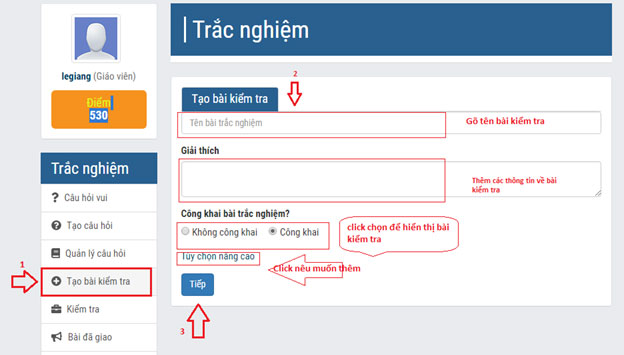 Trắc nghiệm
legiang (Giáo viên)
Điểm
530
Trắc nghiệm
? Câu hỏi vui
Tạo câu hỏi
Quản lý câu hỏi
1
Tạo bài kiểm tra
Kiểm tra
Bài đã giao
Tạo bài kiểm tra
2
Tên bài trắc nghiệm
Gõ tên bài kiểm tra
Giải thích
Thêm các thông tin về bài
kiểm tra
Công khai bài trắc nghiệm?
Không công khai Công khai
click chọn để hiển thị bài
kiểm tra
Tùy chọn nâng cao
Click nêu muốn thêm
Tiếp
3